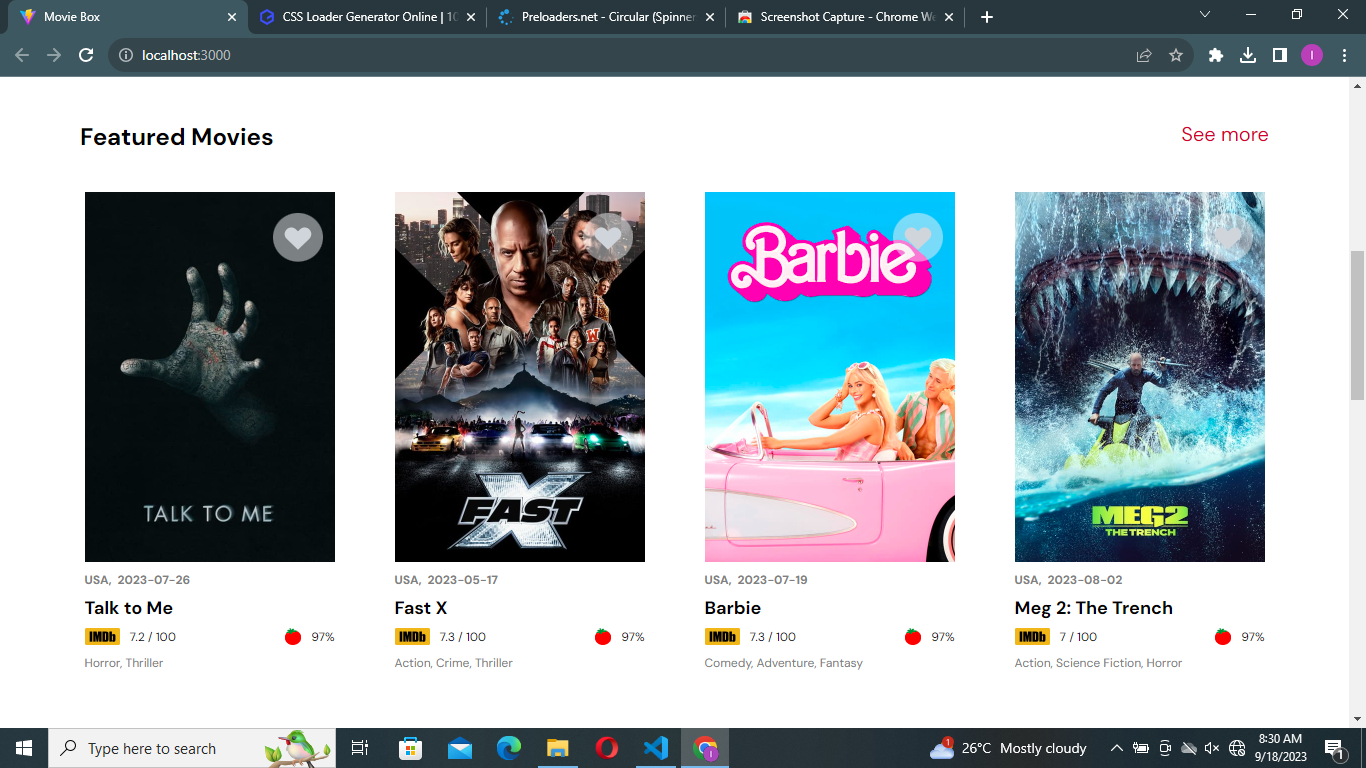 Movie Box
CSS Loader Generator Online | 10
Preloaders.net - Circular (Spinner
Screenshot Capture - Chrome We
localhost:3000
I
Featured Movies
See more
TALK TO ME
W
FAST X
Barbie
MEG2
THE TRENCH
USA, 2023-07-26
Talk to Me
IMDb 7.2 / 100 97%
Horror, Thriller
USA, 2023-05-17
Fast X
IMDb 7.3 / 100 97%
Action, Crime, Thriller
USA, 2023-07-19
Barbie
IMDb 7.3 / 100 97%
Comedy, Adventure, Fantasy
USA, 2023-08-02
Meg 2: The Trench
IMDb 7 / 100 97%
Action, Science Fiction, Horror
Type here to search
1
26°C Mostly cloudy
8:30 AM
9/18/2023
1